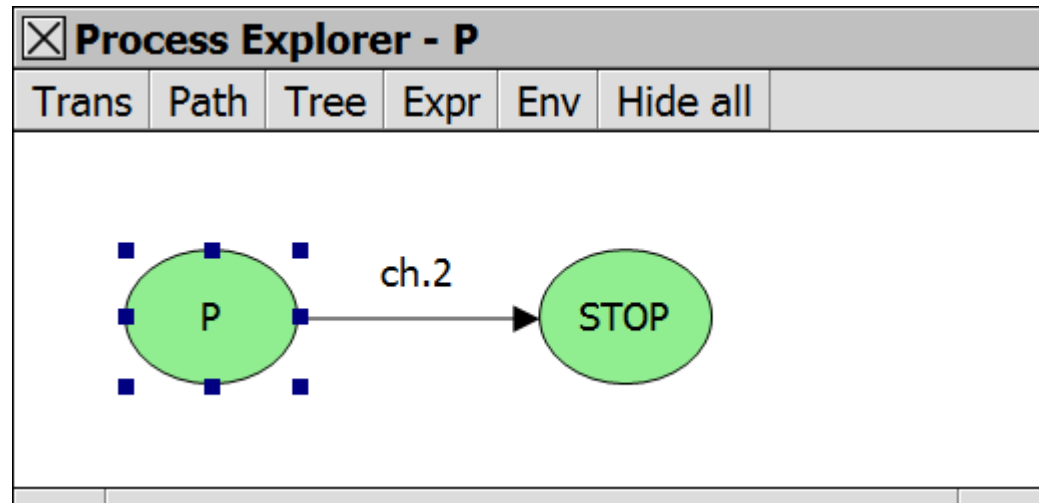 Process Explorer - P
Trans Path Tree Expr Env Hide all
ch.2
P STOP